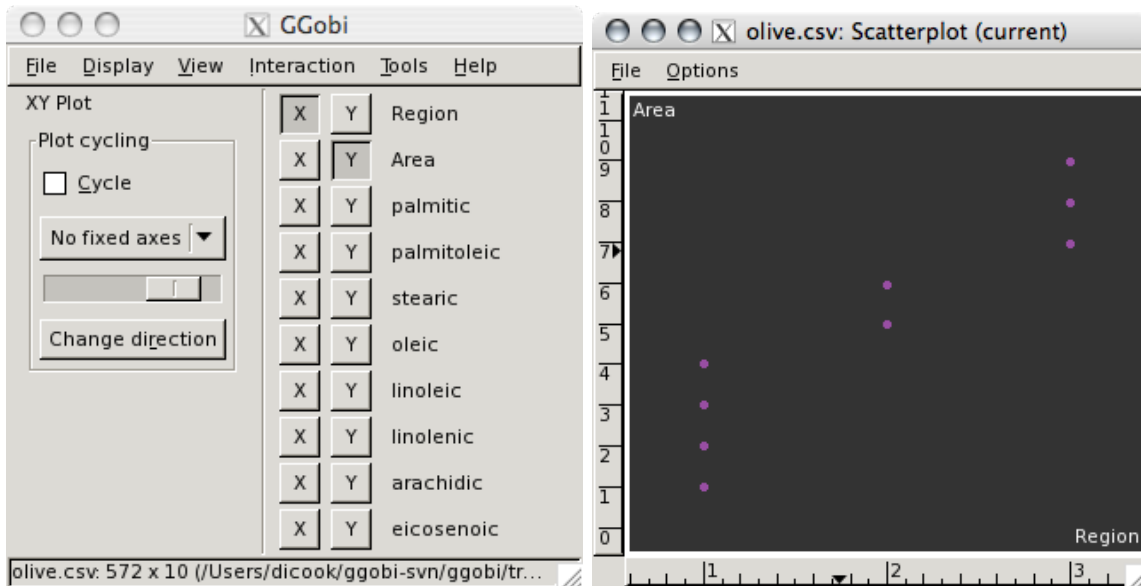 GGobi
File Display View Interaction Tools Help
XY Plot
Plot cycling
Cycle
No fixed axes
Change direction
X Y Region
X Y Area
X Y palmitic
X Y palmitoleic
X Y stearic
X Y oleic
X Y linoleic
X Y linolenic
X Y arachidic
X Y eicosenoic
olive.csv: 572 x 10 (/Users/dicook/ggobi-svn/ggobi/tr...
X olive.csv: Scatterplot (current)
File Options
Area
11
10
9
8
7
6
5
4
3
2
1
0
Region
1 2 3